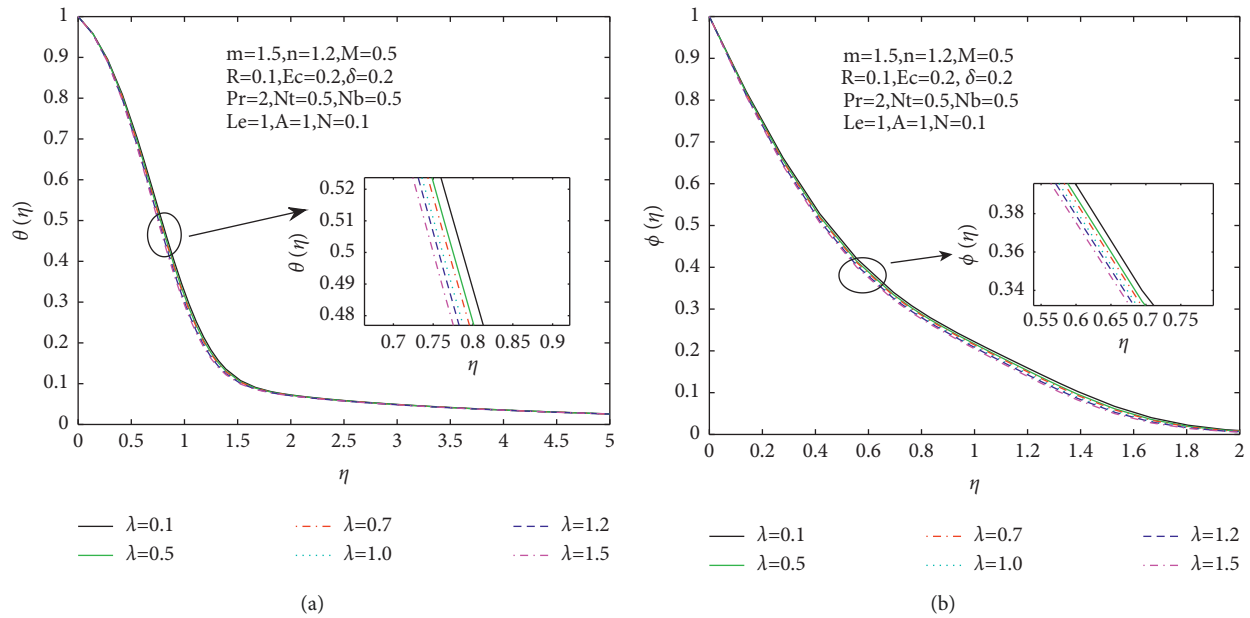 1
0.9
0.8
0.7
0.6
0.5
0.4
0.3
0.2
0.1
0
θ (η)
m=1.5,n=1.2,M=0.5
R=0.1,Ec=0.2,δ=0.2
Pr=2,Nt=0.5,Nb=0.5
Le=1,A=1,N=0.1
0.52
0.51
0.5
0.49
0.48
θ (η)
0.7 0.75 0.8 0.85 0.9
η
0 0.5 1 1.5 2 2.5 3 3.5 4 4.5 5
η
λ=0.1 λ=0.7 λ=1.2
λ=0.5 λ=1.0 λ=1.5
(a)
1
0.9
0.8
0.7
0.6
0.5
0.4
0.3
0.2
0.1
0
ϕ (η)
m=1.5,n=1.2,M=0.5
R=0.1,Ec=0.2, δ=0.2
Pr=2,Nt=0.5,Nb=0.5
Le=1,A=1,N=0.1
0.38
0.36
0.34
ϕ (η)
0.55 0.6 0.65 0.7 0.75
η
0 0.2 0.4 0.6 0.8 1 1.2 1.4 1.6 1.8 2
η
λ=0.1 λ=0.7 λ=1.2
λ=0.5 λ=1.0 λ=1.5
(b)